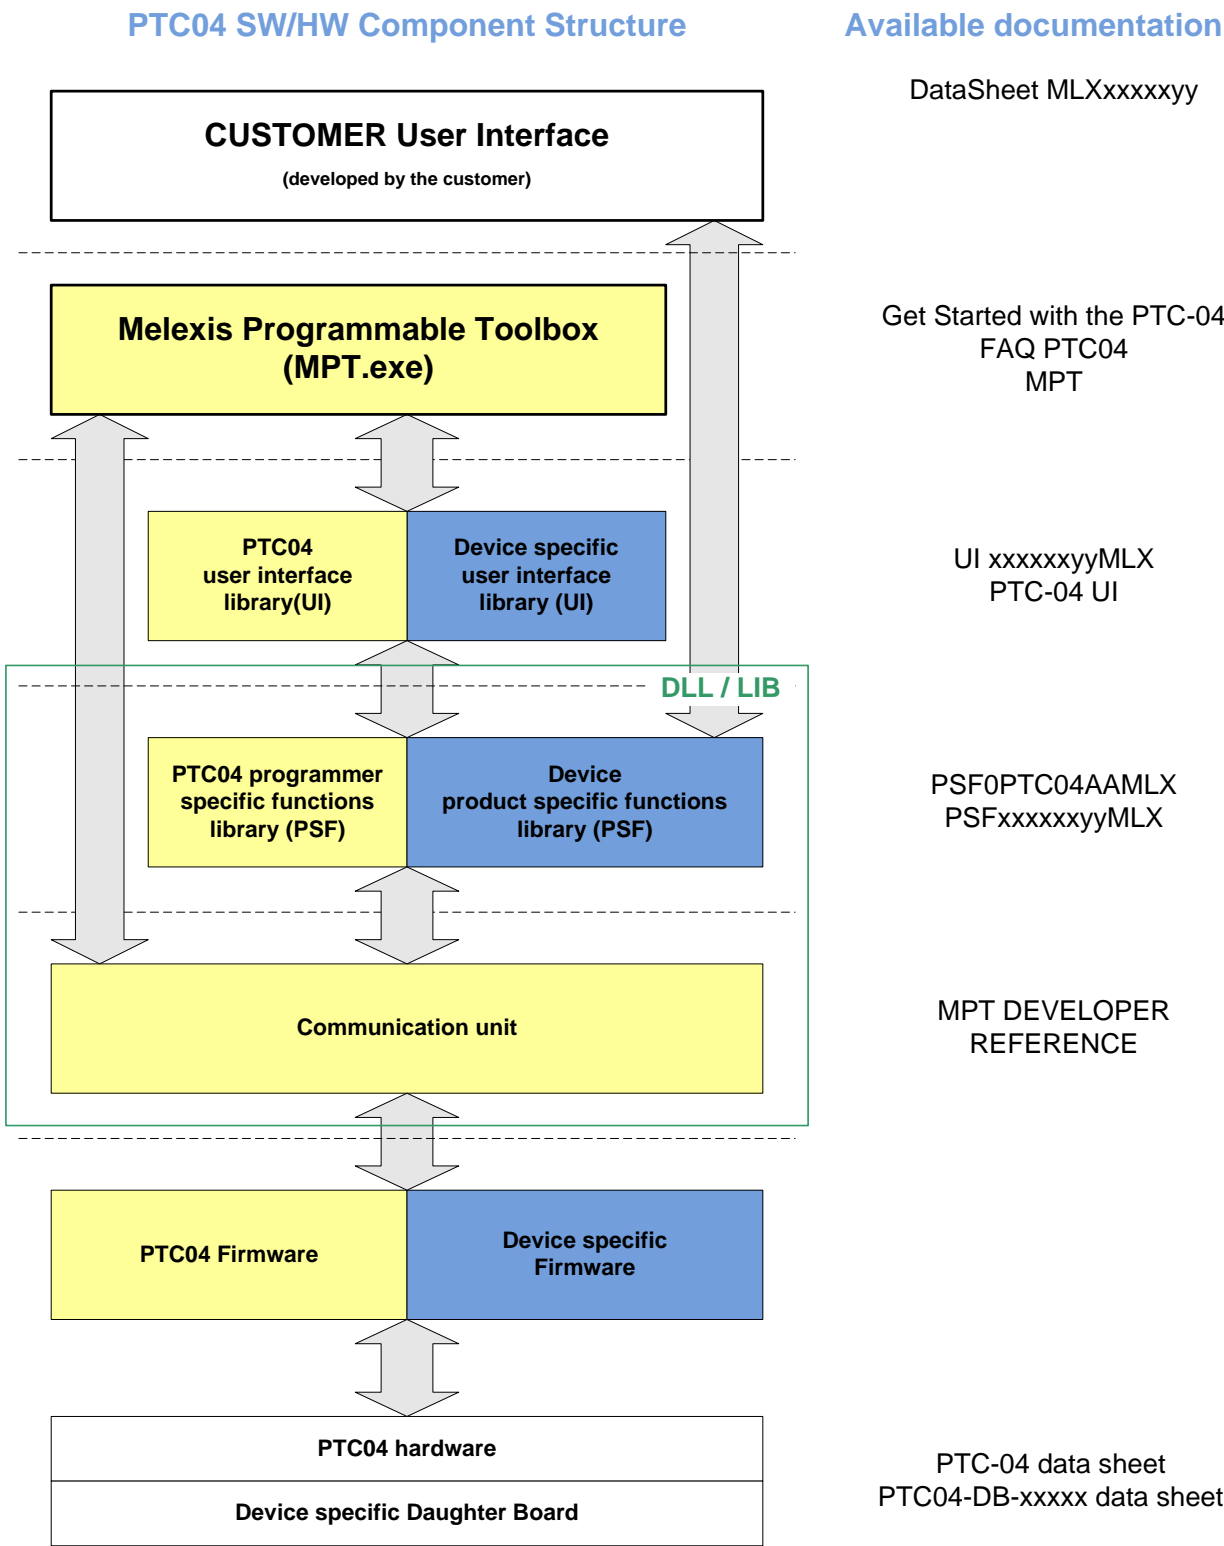 PTC04 SW/HW Component Structure
Available documentation
DataSheet MLXxxxxxyy
CUSTOMER User Interface
(developed by the customer)
Melexis Programmable Toolbox
(MPT.exe)
Get Started with the PTC-04
FAQ PTC04
MPT
PTC04
user interface
library(UI)
Device specific
user interface
library (UI)
UI xxxxxxyyMLX
PTC-04 UI
DLL / LIB
PTC04 programmer
specific functions
library (PSF)
Device
product specific functions
library (PSF)
PSF0PTC04AAMLX
PSFxxxxxxyyMLX
Communication unit
MPT DEVELOPER
REFERENCE
PTC04 Firmware
Device specific
Firmware
PTC04 hardware
Device specific Daughter Board
PTC-04 data sheet
PTC04-DB-xxxxx data sheet